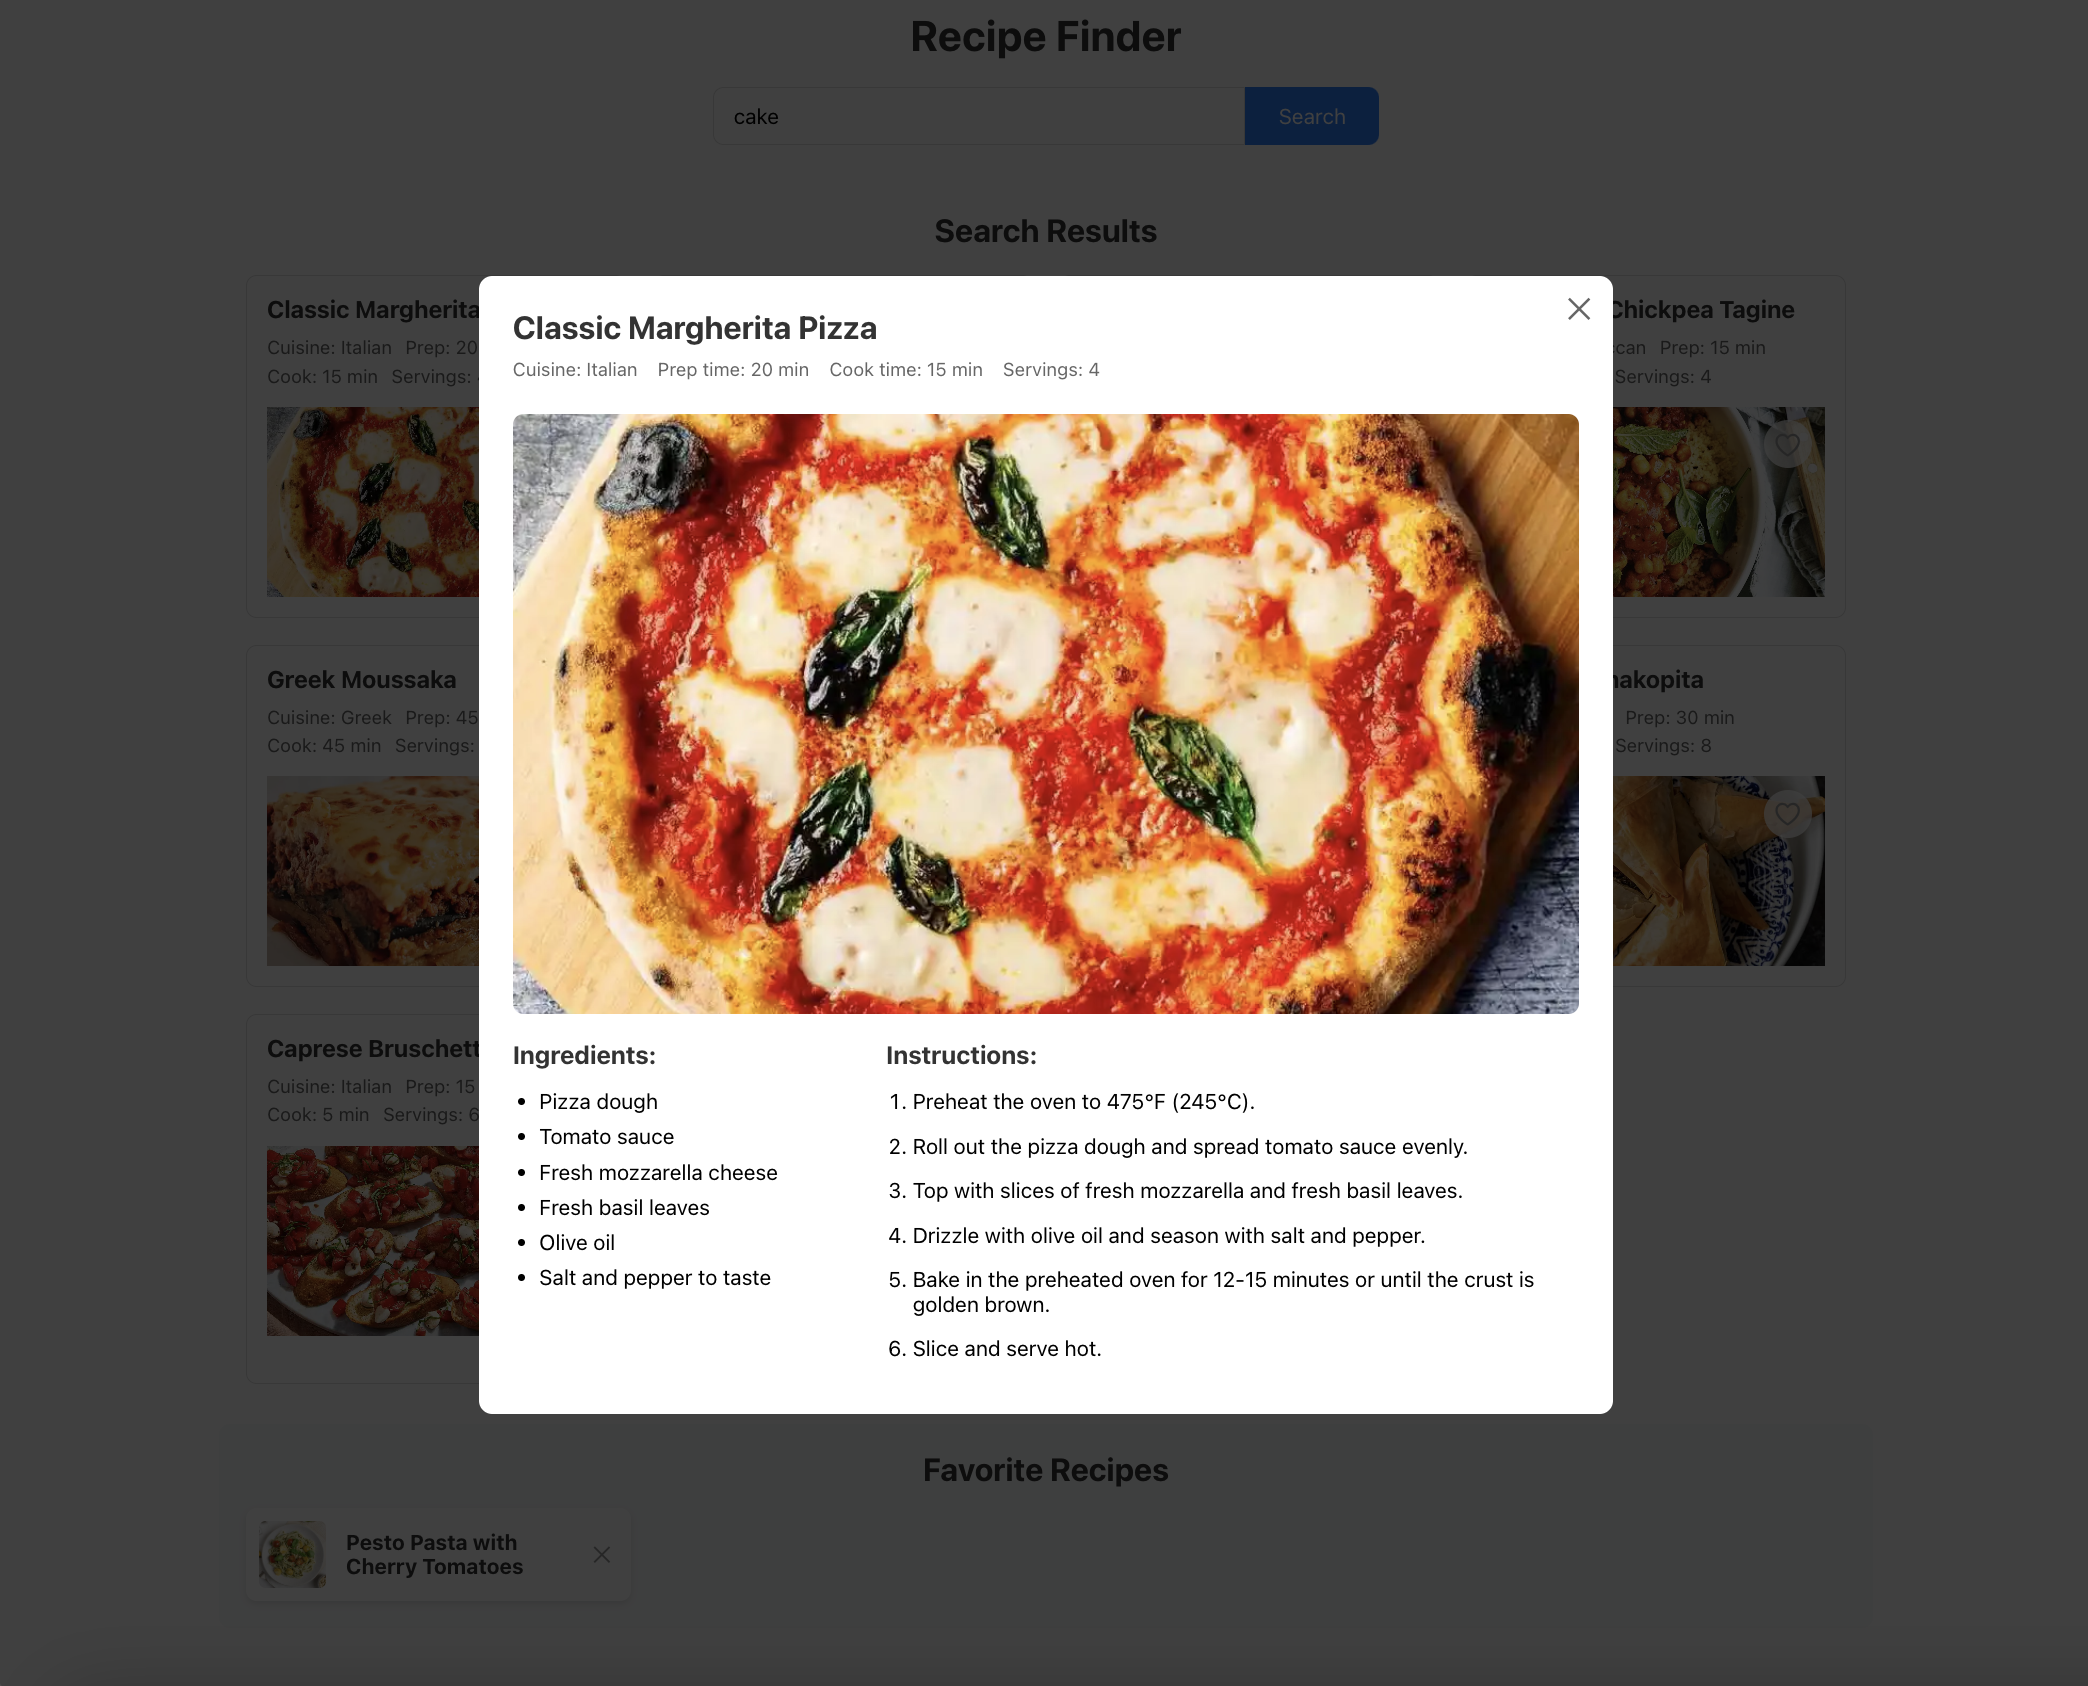 Recipe Finder
cake
Search
Search Results
Classic Margherita
Cuisine: Italian Prep: 20
Cook: 15 min Servings:
Chickpea Tagine
Prep: 15 min
Servings: 4
Greek Moussaka
Cuisine: Greek Prep: 45
Cook: 45 min Servings:
Prep: 30 min
Servings: 8
Caprese
Cuisine: Italian Prep: 15
Cook: 5 min Servings: 6
Classic Margherita Pizza
Cuisine: Italian Prep time: 20 min Cook time: 15 min Servings: 4
Ingredients:
• Pizza dough
• Tomato sauce
• Fresh mozzarella cheese
• Fresh basil leaves
• Olive oil
• Salt and pepper to taste
Instructions:
1. Preheat the oven to 475°F (245°C).
2. Roll out the pizza dough and spread tomato sauce evenly.
3. Top with slices of fresh mozzarella and fresh basil leaves.
4. Drizzle with olive oil and season with salt and pepper.
5. Bake in the preheated oven for 12-15 minutes or until the crust is
golden brown.
6. Slice and serve hot.
Favorite Recipes
Pesto Pasta with
Cherry Tomatoes